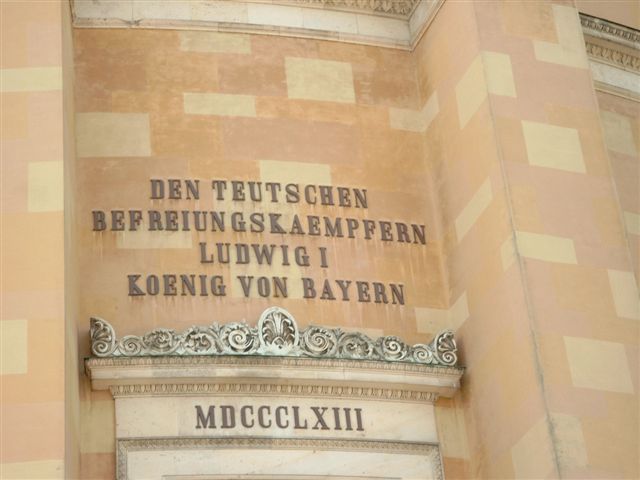 DEN TEUTSCHEN
BEFREIUNGSKAEMPFERN
LUDWIG I
KOENIG VON BAYERN
MDCCCLXIII